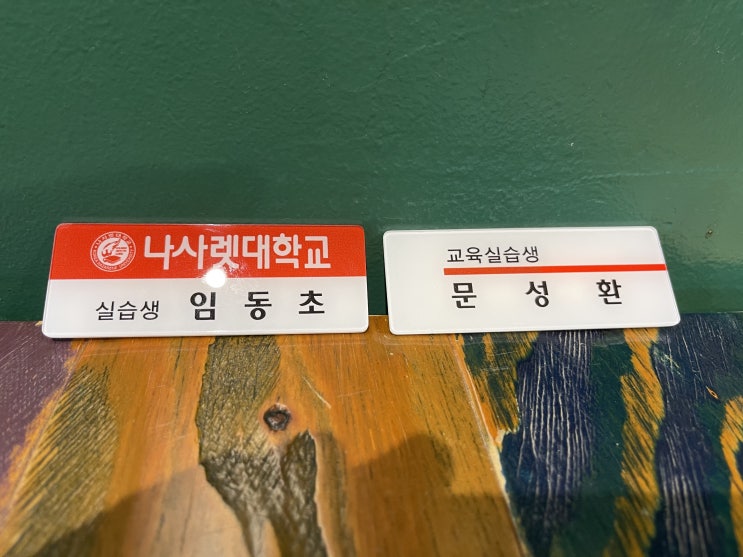 나사렛대학교
실습생 임동초
교육실습생
문성환